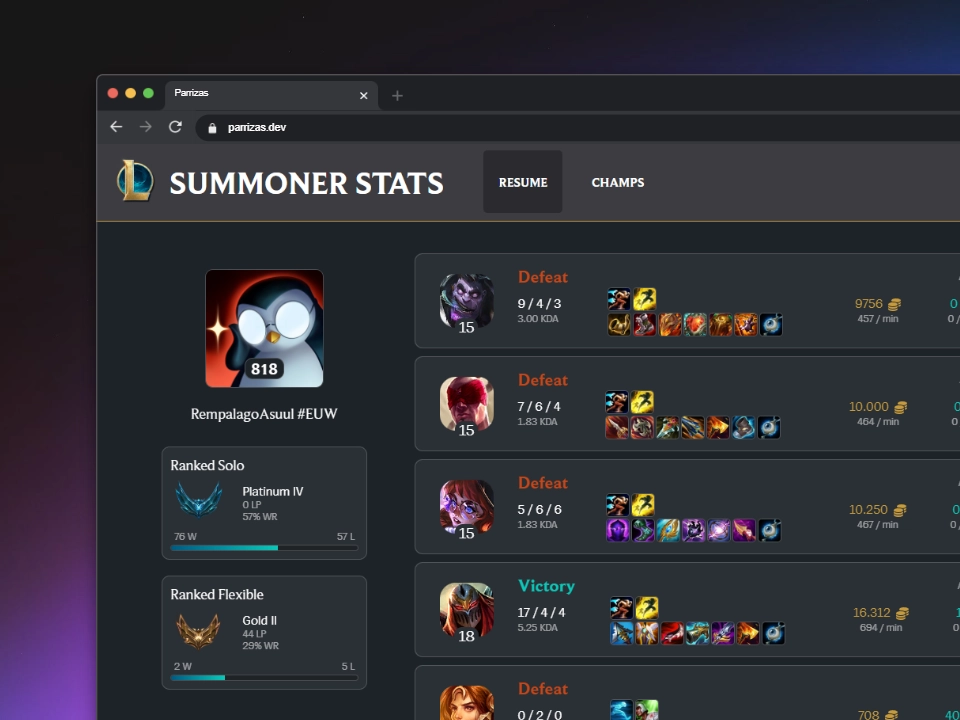 Parrizas
parrizas.dev
SUMMONER STATS
RESUME
CHAMPS
818
RempalagoAsuul #EUW
Ranked Solo
Platinum IV
0 LP
57% WR
76 W
57 L
Ranked Flexible
Gold II
44 LP
29% WR
2 W
5 L
15
Defeat
9 / 4 / 3
3.00 KDA
9756
457 / min
0
0 /
15
Defeat
7 / 6 / 4
1.83 KDA
10.000
464 / min
0
0
15
Defeat
5 / 6 / 6
1.83 KDA
10.250
467 / min
0
0 /
18
Victory
17 / 4 / 4
5.25 KDA
16.312
694 / min
1
0
Defeat
0 / 2 / 0
708
40